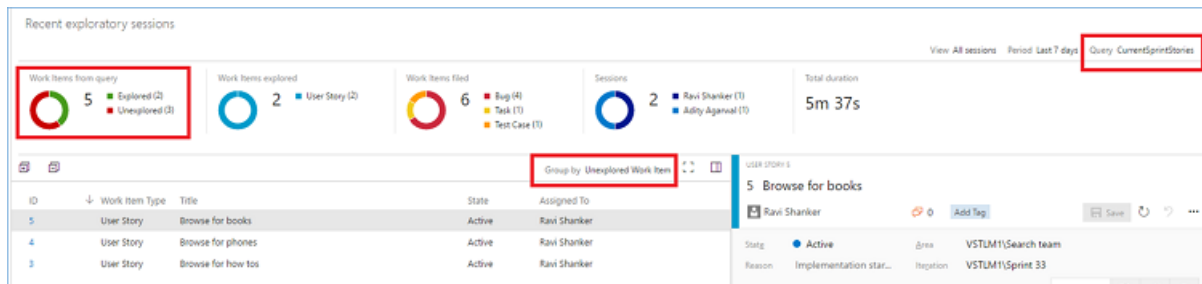 Recent exploratory sessions
View All sessions Period Last 7 days Query CurrentSprintStories
Work Items from query
5
Explored (2)
Unexplored (3)
Work Items explored
2
User Story (2)
Work Items filed
6
Bug (4)
Task (1)
Test Case (1)
Sessions
2
Ravi Shanker (1)
Adity Agarwal (1)
Total duration
5m 37s
Group by Unexplored Work Item
ID ↓ Work Item Type Title State Assigned To
5 User Story Browse for books Active Ravi Shanker
4 User Story Browse for phones Active Ravi Shanker
3 User Story Browse for how tos Active Ravi Shanker
USER STORY 5
5 Browse for books
Ravi Shanker 0 Add Tag Save ...
State Active Area VSTLM1\Search team
Reason Implementation star... Iteration VSTLM1\Sprint 33